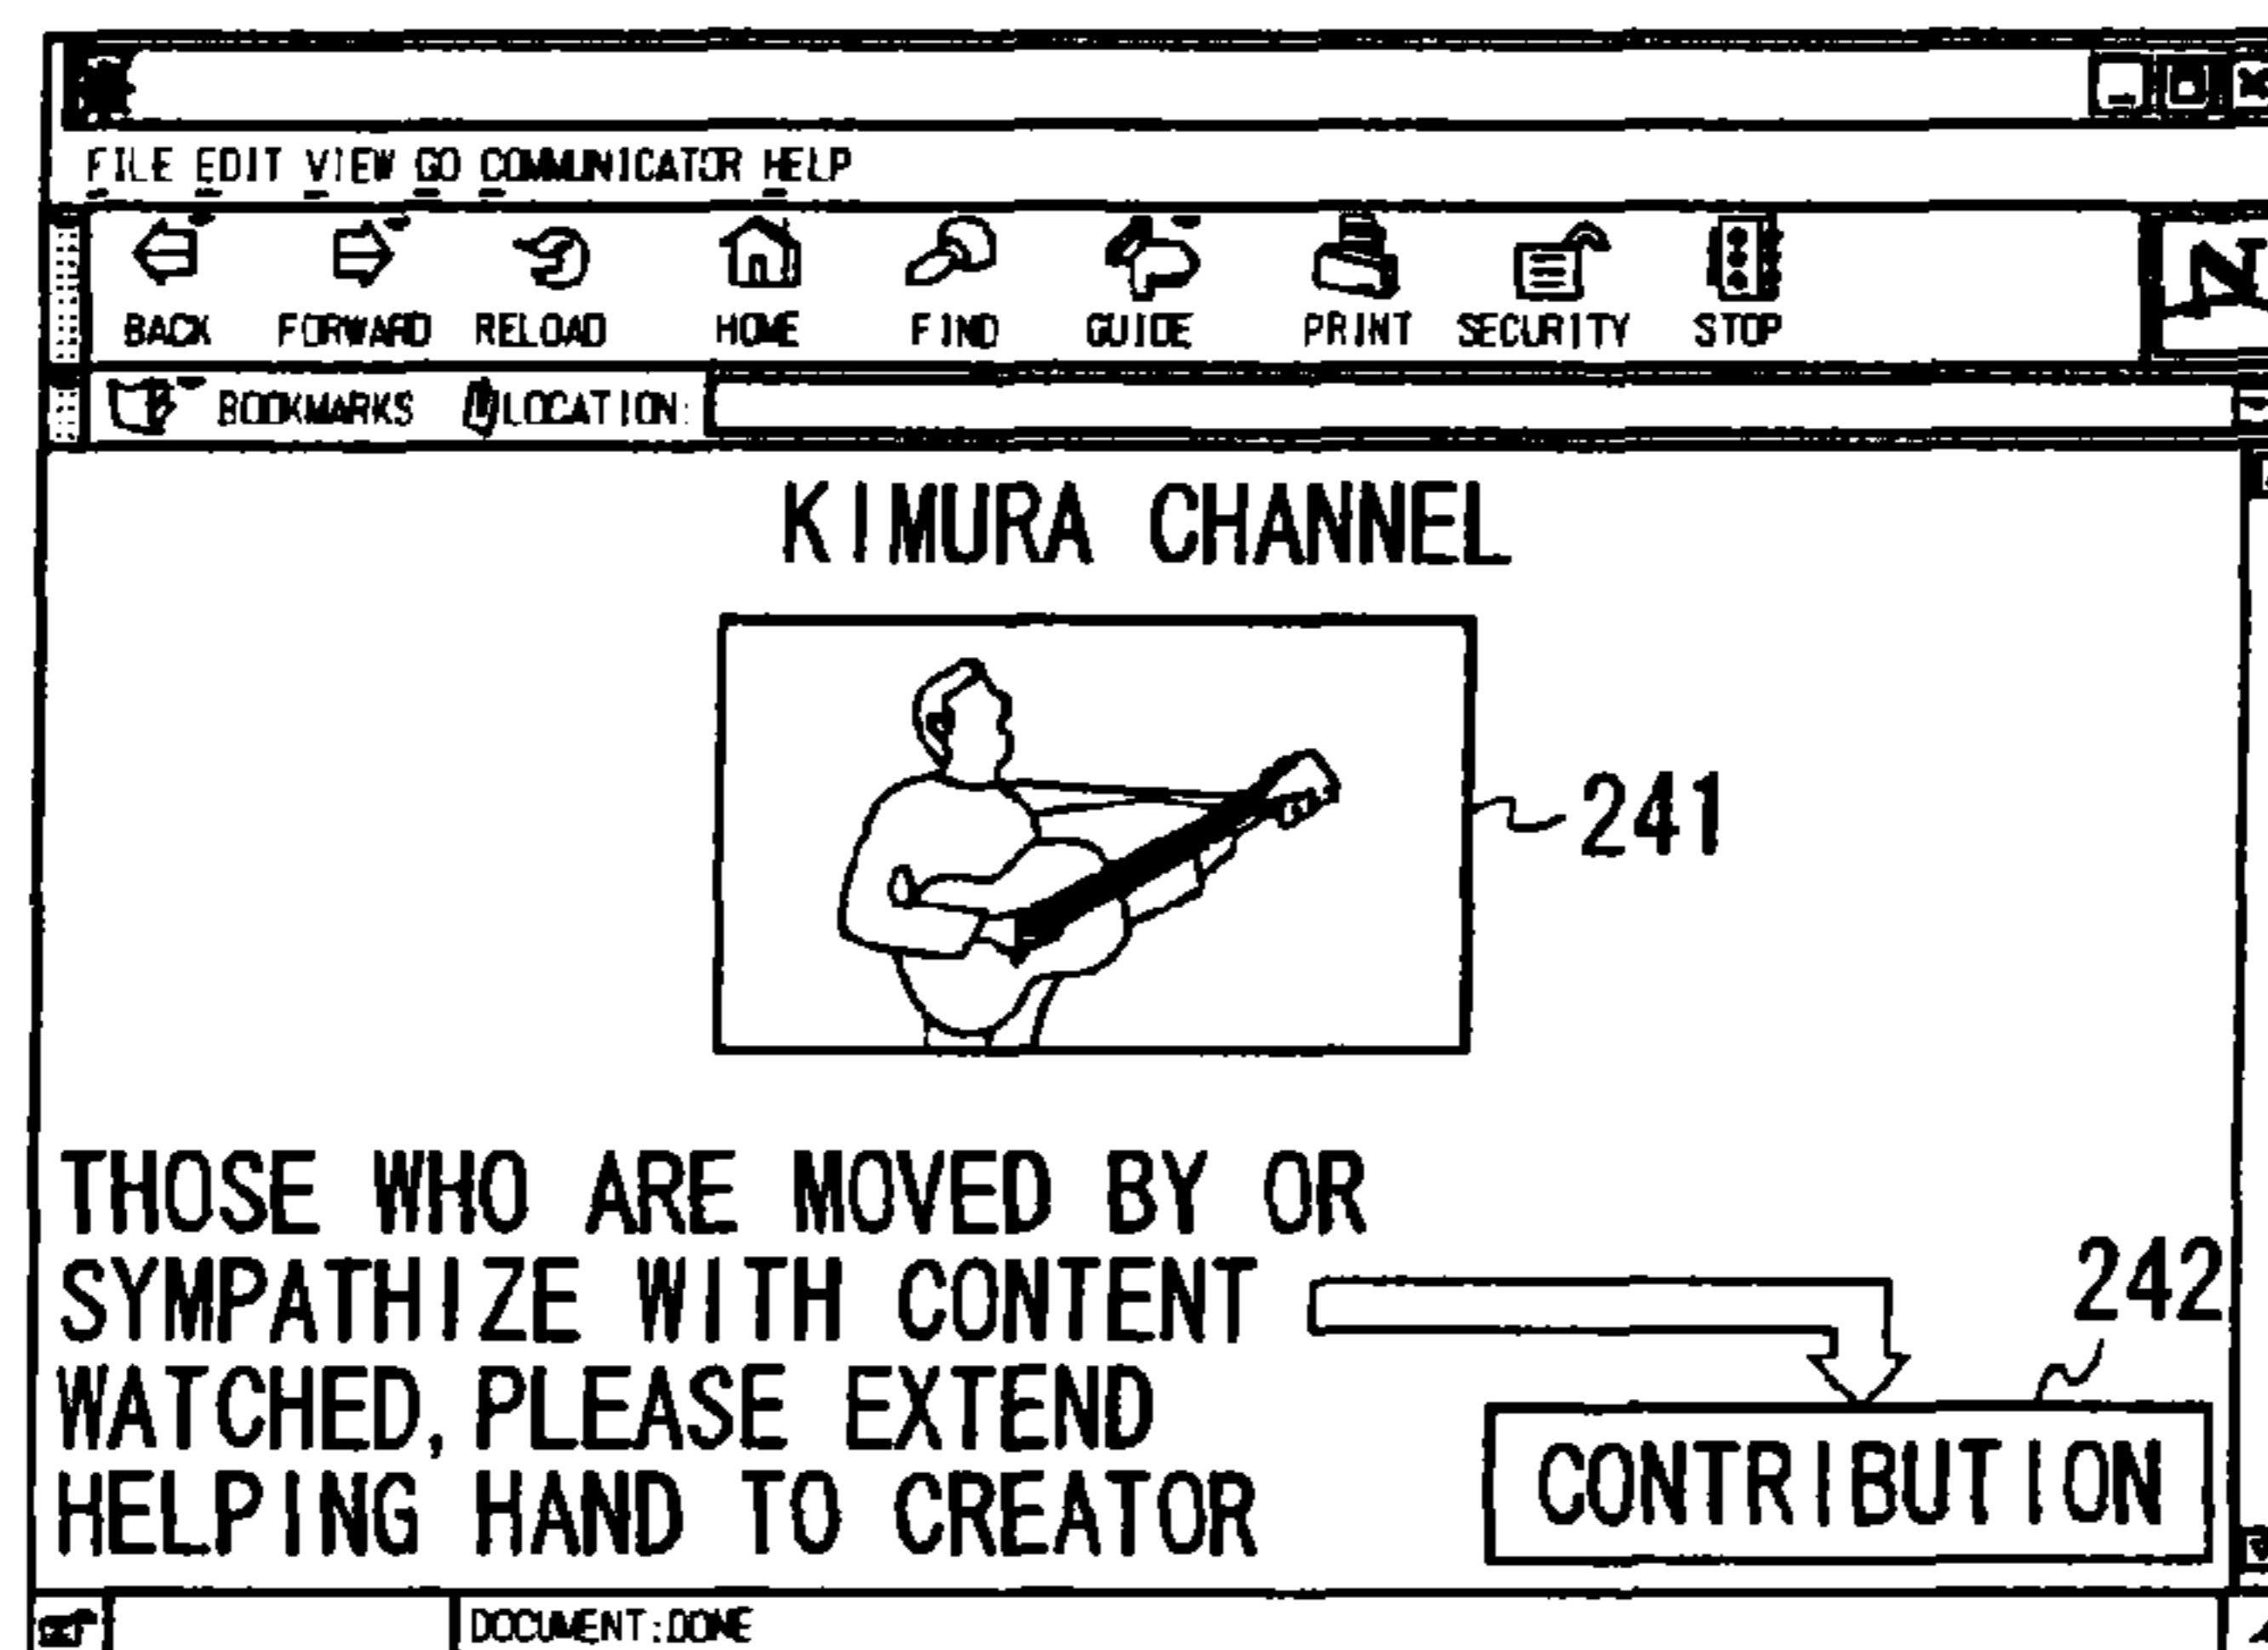 FILE EDIT VIEW GO COMMUNICATOR HELP
BACK FORWARD RELOAD HOME FIND GUIDE PRINT SECURITY STOP
N
BOOKMARKS LOCATION:
KIMURA CHANNEL
241
THOSE WHO ARE MOVED BY OR
SYMPATHIZE WITH CONTENT
242
WATCHED, PLEASE EXTEND
HELPING HAND TO CREATOR
CONTRIBUTION
DOCUMENT:DONE